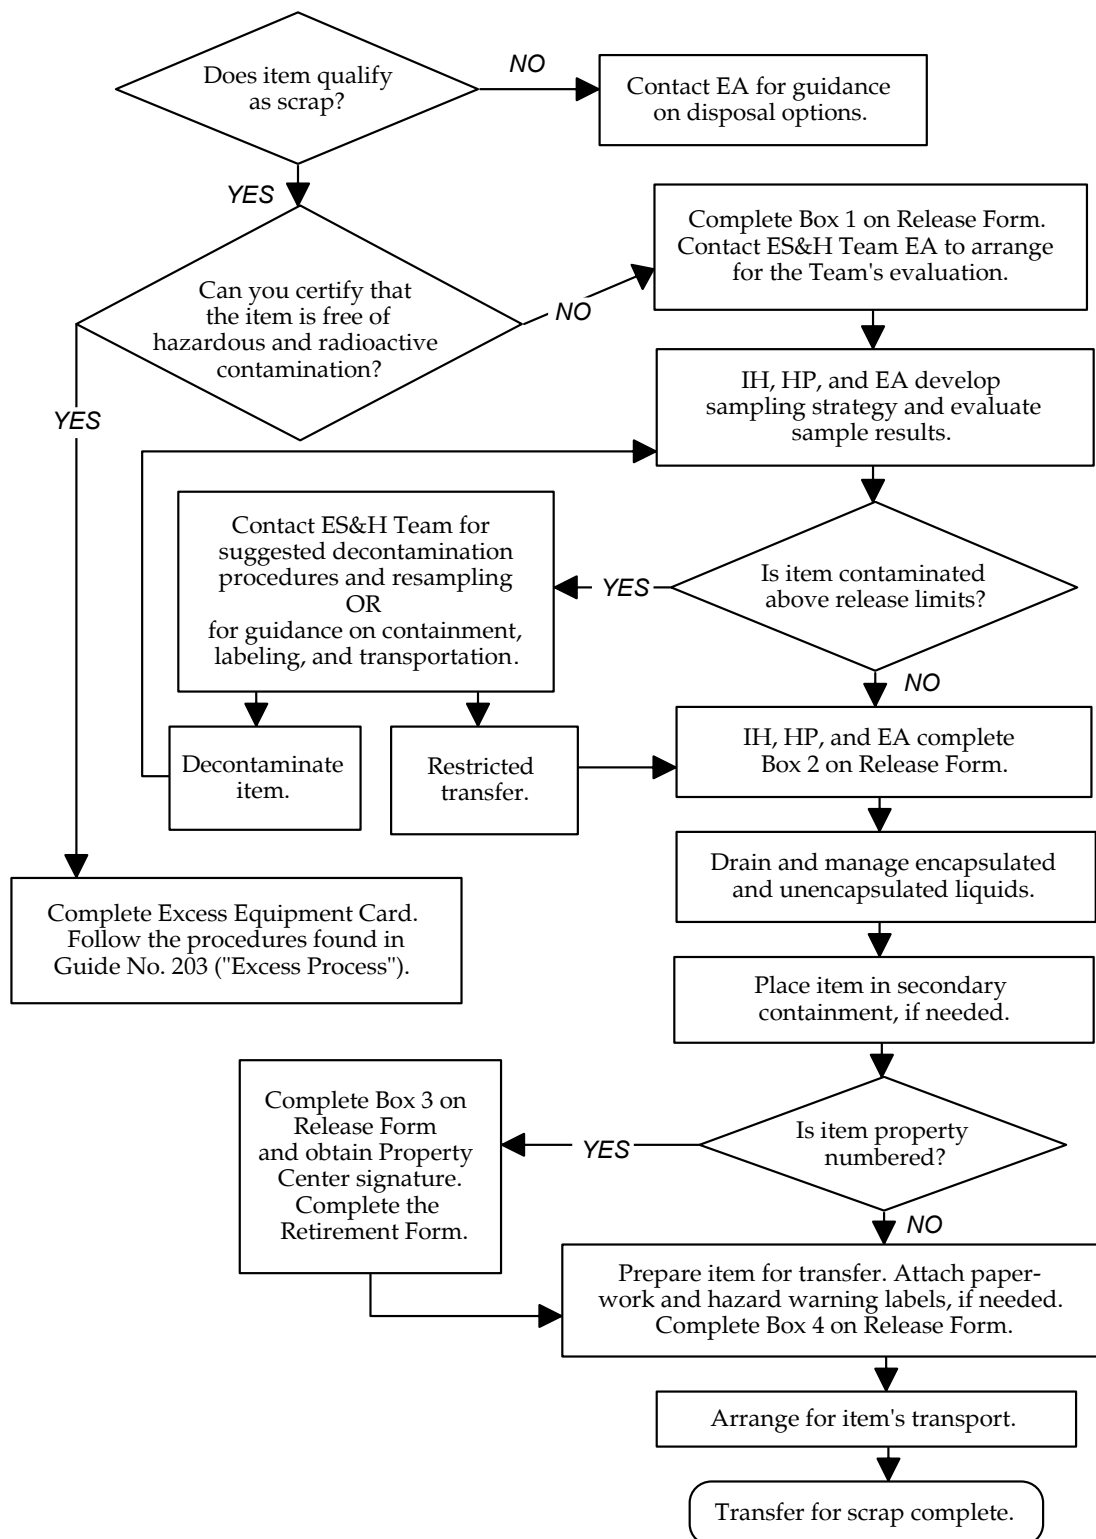 Does item qualify
as scrap?
NO
Contact EA for guidance
on disposal options.
YES
Complete Box 1 on Release Form.
Contact ES&H Team EA to arrange
for the Team's evaluation.
Can you certify that
the item is free of
hazardous and radioactive
contamination?
NO
YES
IH, HP, and EA develop
sampling strategy and evaluate
sample results.
Contact ES&H Team for
suggested decontamination
procedures and resampling
OR
for guidance on containment,
labeling, and transportation.
YES
Is item contaminated
above release limits?
NO
Decontaminate
item.
Restricted
transfer.
IH, HP, and EA complete
Box 2 on Release Form.
Drain and manage encapsulated
and unencapsulated liquids.
Complete Excess Equipment Card.
Follow the procedures found in
Guide No. 203 ("Excess Process").
Place item in secondary
containment, if needed.
Complete Box 3 on
Release Form
and obtain Property
Center signature.
Complete the
Retirement Form.
YES
Is item property
numbered?
NO
Prepare item for transfer. Attach paper-
work and hazard warning labels, if needed.
Complete Box 4 on Release Form.
Arrange for item's transport.
Transfer for scrap complete.